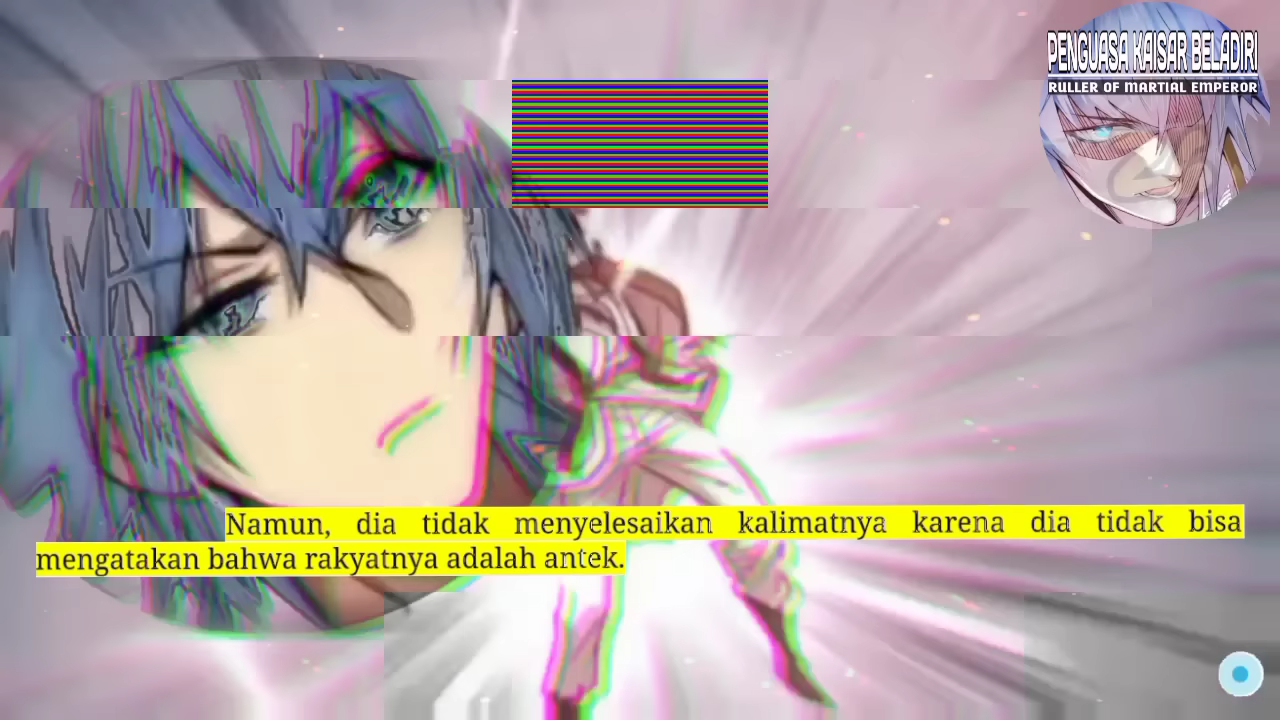 PENGUASA KAISAR BELADIRI
RULLER OF MARTIAL EMPEROR
Namun, dia tidak menyelesaikan kalimatnya karena dia tidak bisa
mengatakan bahwa rakyatnya adalah antek.